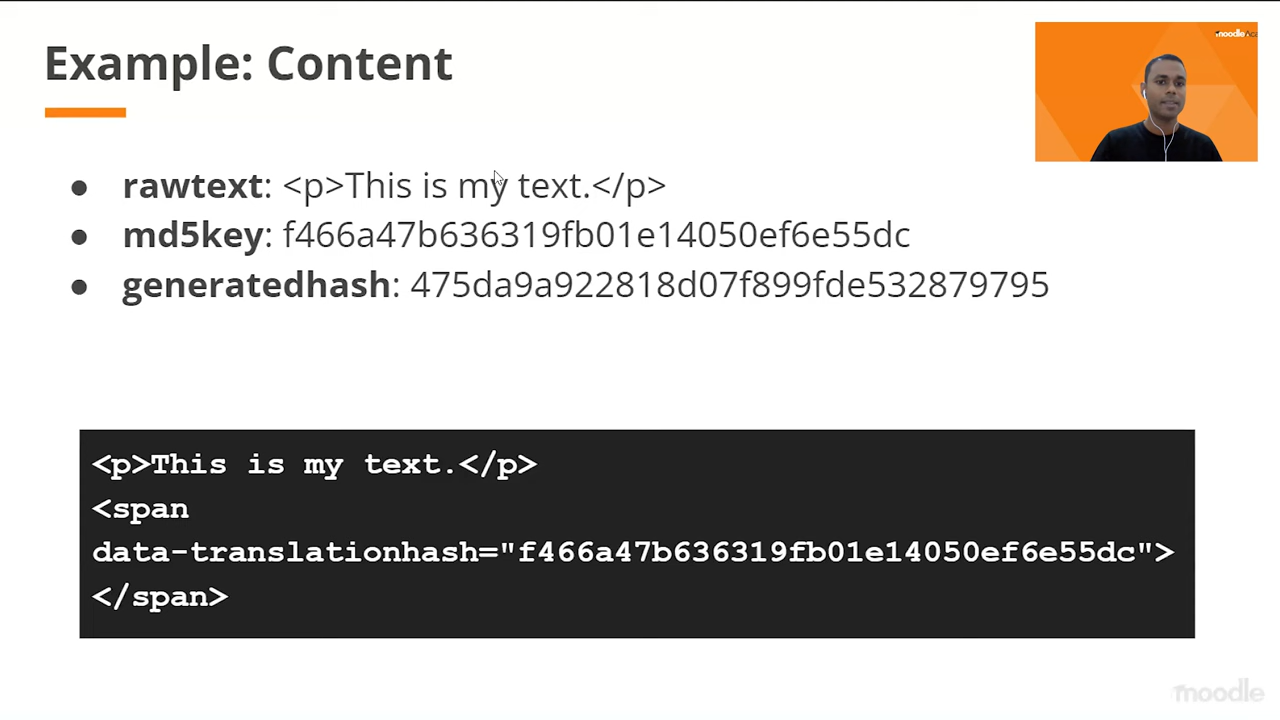 Example: Content
moodleAca
● rawtext: <p>This is my text.</p>
● md5key: f466a47b636319fb01e14050ef6e55dc
● generatedhash: 475da9a922818d07f899fde532879795
<p>This is my text.</p>
<span
data-translationhash="f466a47b636319fb01e14050ef6e55dc">
</span>
moodle